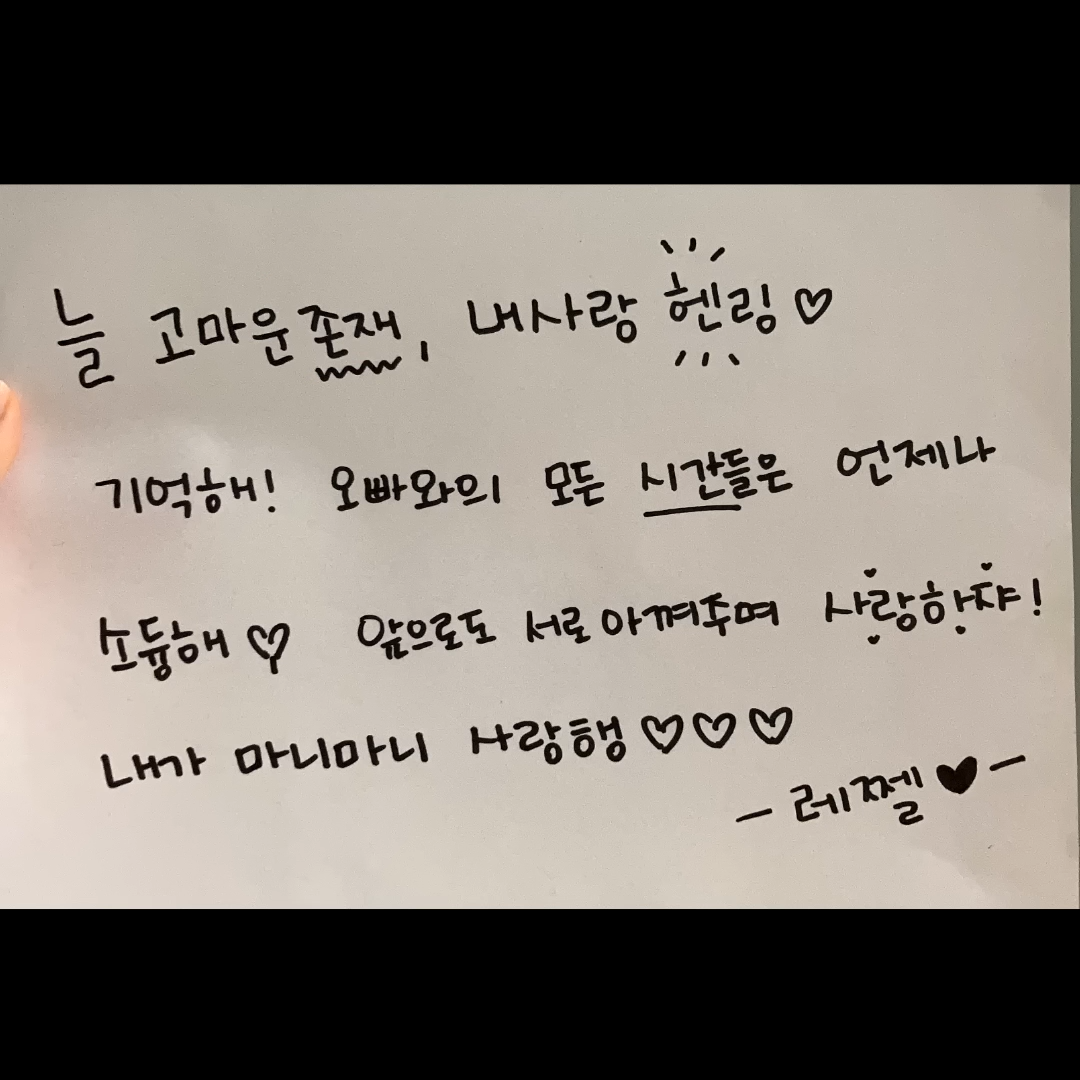 늘 고마운존재, 내사랑 헨링♡
기억해! 오빠와의 모든 시간들은 언제나
소듕해♡ 앞으로도 서로아껴주며 사랑하쟈!
내가 마니마니 사랑행♡♡♡
- 레쩰♥ -